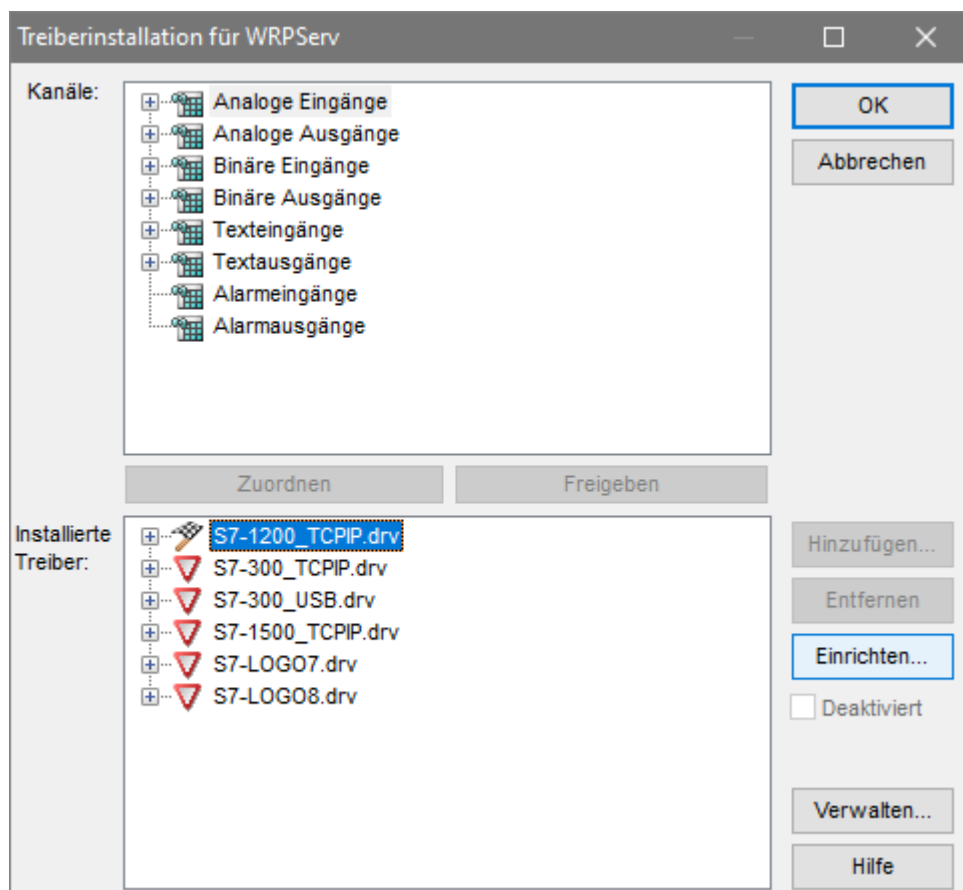 Treiberinstallation für WRPServ
Kanäle:
Analoge Eingänge
Analoge Ausgänge
Binäre Eingänge
Binäre Ausgänge
Texteingänge
Textausgänge
Alarmeingänge
Alarmausgänge
OK
Abbrechen
Zuordnen
Freigeben
Installierte
Treiber:
S7-1200_TCPIP.drv
S7-300_TCPIP.drv
S7-300_USB.drv
S7-1500_TCPIP.drv
S7-LOGO7.drv
S7-LOGO8.drv
Hinzufügen...
Entfernen
Einrichten...
Deaktiviert
Verwalten...
Hilfe